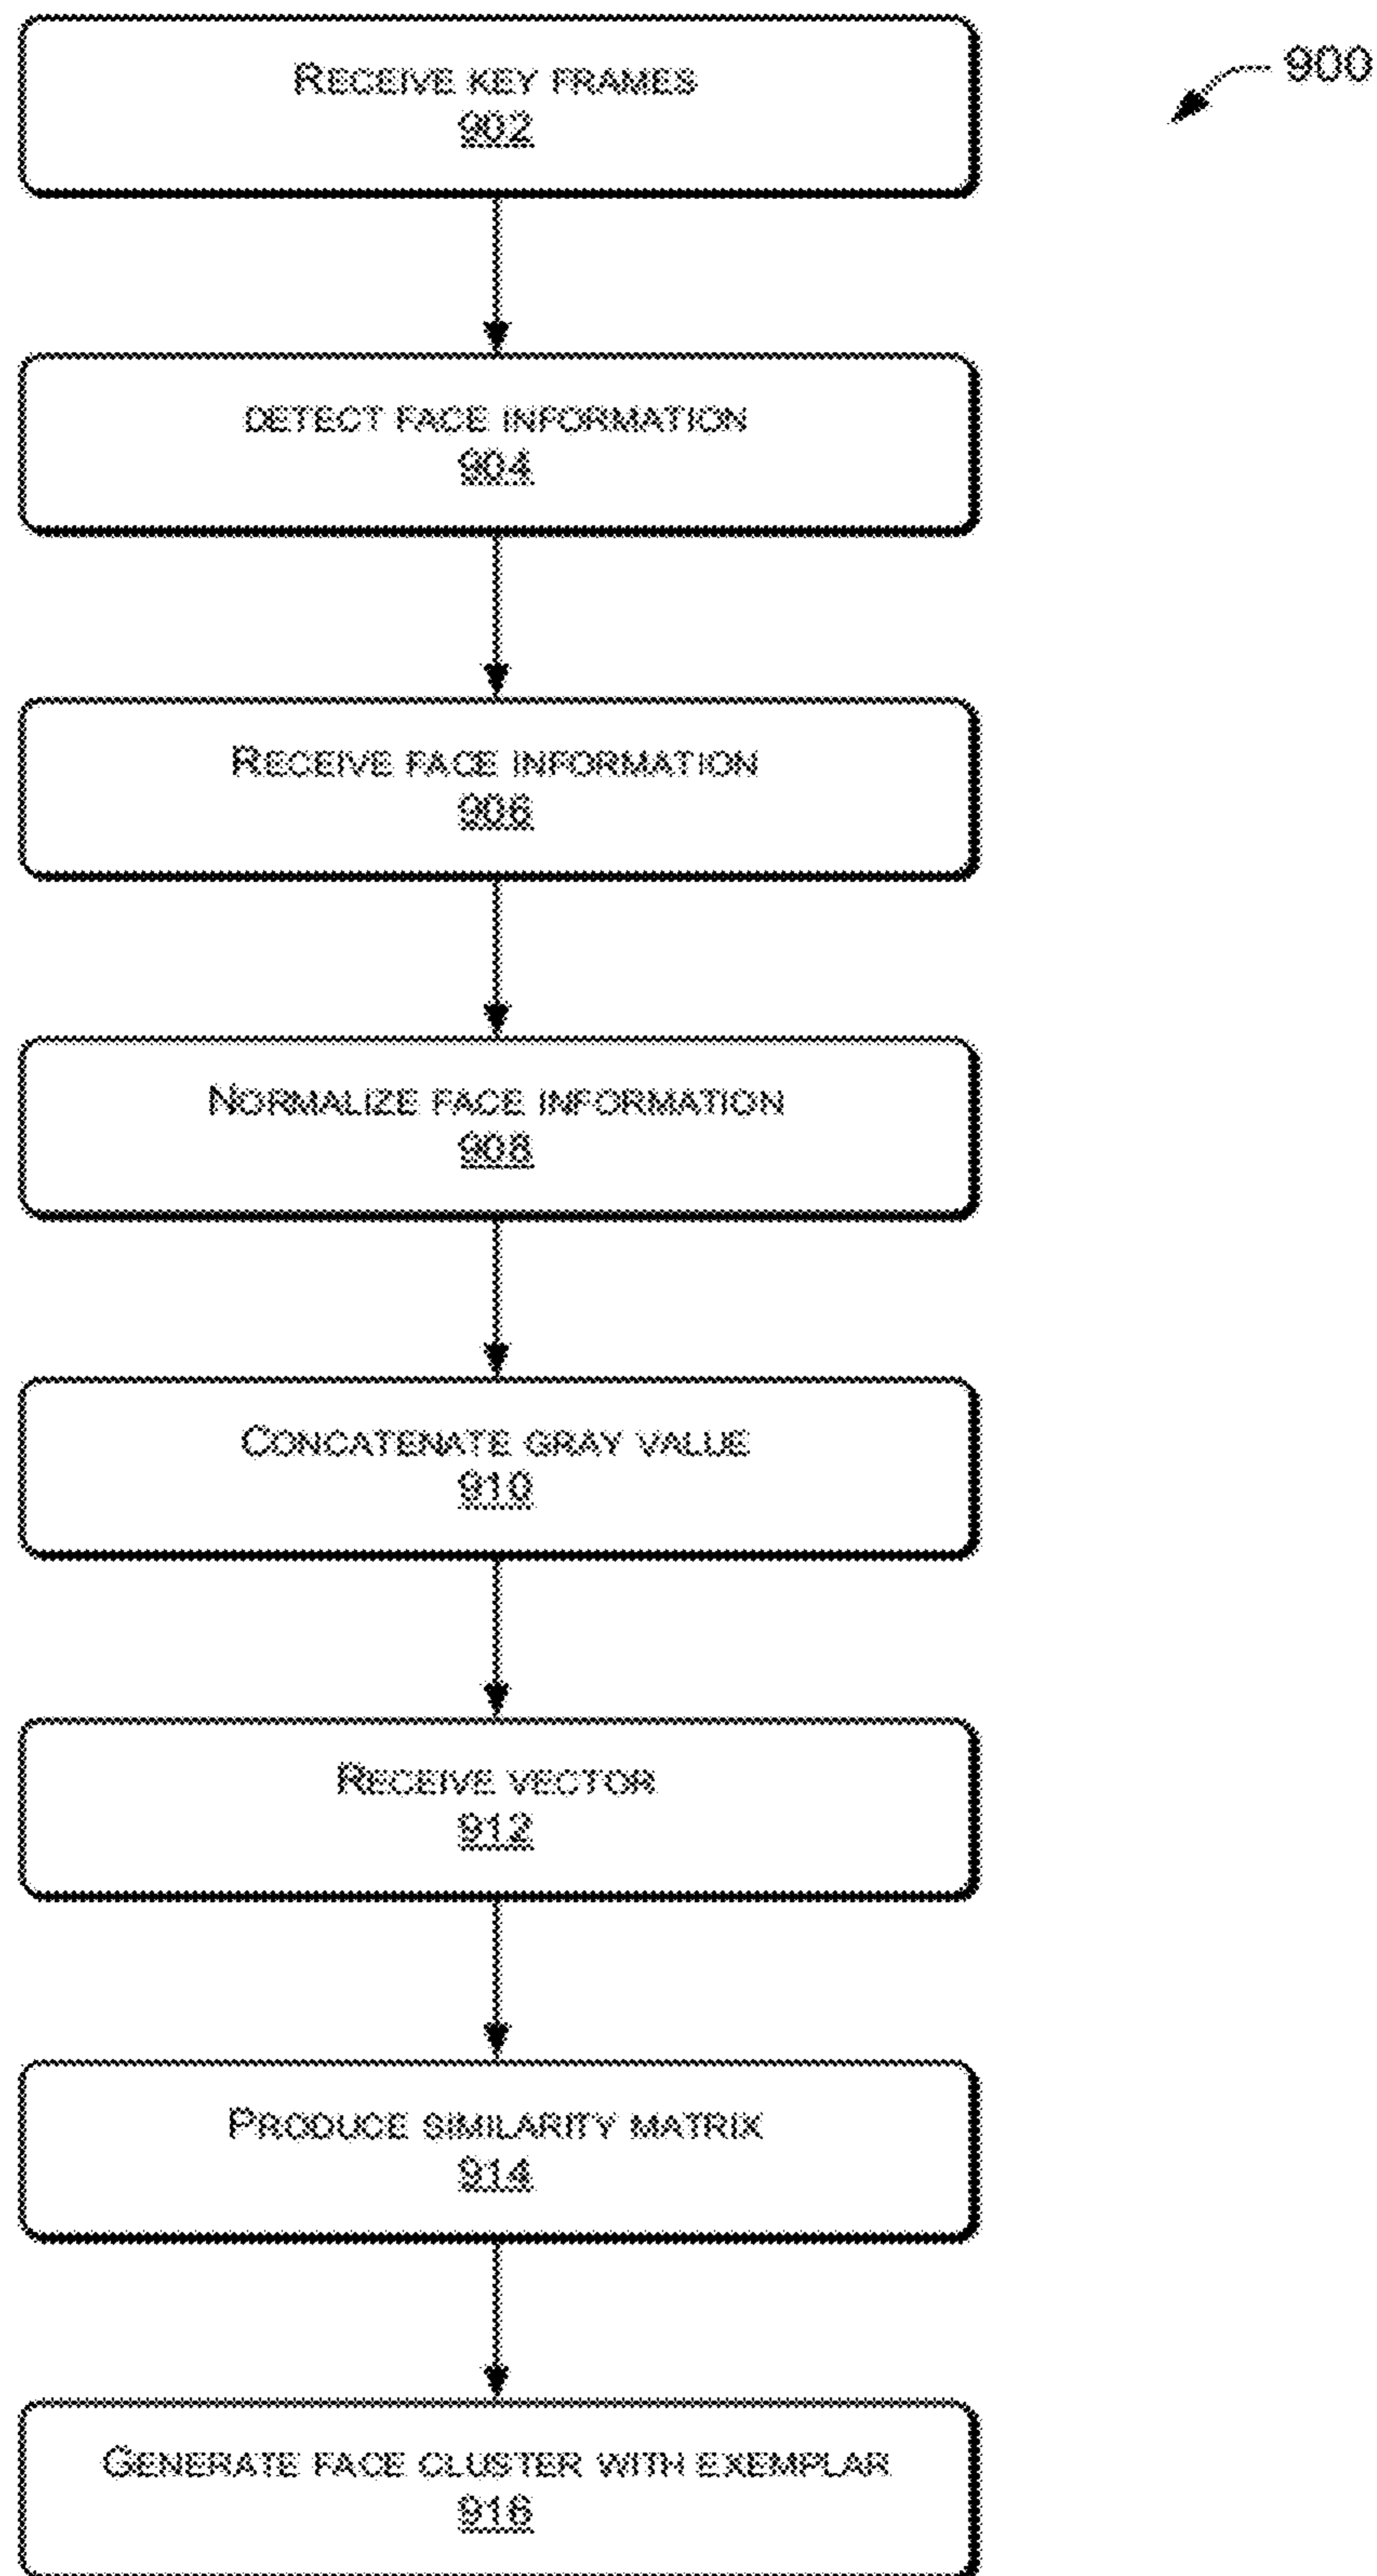 RECEIVE KEY FRAMES
902
900
DETECT FACE INFORMATION
904
RECEIVE FACE INFORMATION
906
NORMALIZE FACE INFORMATION
908
CONCATENATE GRAY VALUE
910
RECEIVE VECTOR
912
PRODUCE SIMILARITY MATRIX
914
GENERATE FACE CLUSTER WITH EXEMPLAR
916